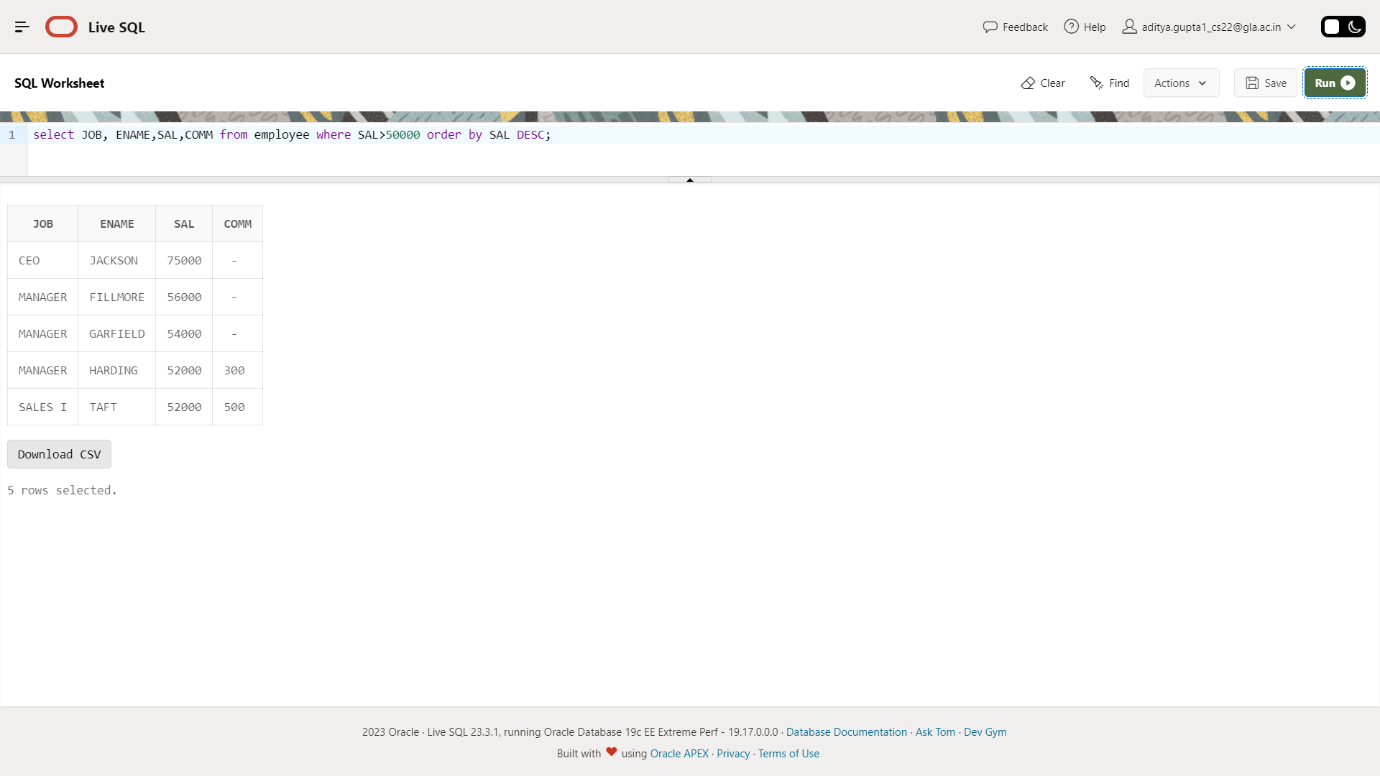 Live SQL
Feedback Help aditya.gupta1_cs22@gla.ac.in
SQL Worksheet
Clear Find Actions Save Run
1 select JOB, ENAME,SAL,COMM from employee where SAL>50000 order by SAL DESC;
JOB ENAME SAL COMM
CEO JACKSON 75000 -
MANAGER FILLMORE 56000 -
MANAGER GARFIELD 54000 -
MANAGER HARDING 52000 300
SALES I TAFT 52000 500
Download CSV
5 rows selected.
2023 Oracle · Live SQL 23.3.1, running Oracle Database 19c EE Extreme Perf - 19.17.0.0.0 · Database Documentation · Ask Tom · Dev Gym
Built with ❤ using Oracle APEX · Privacy · Terms of Use